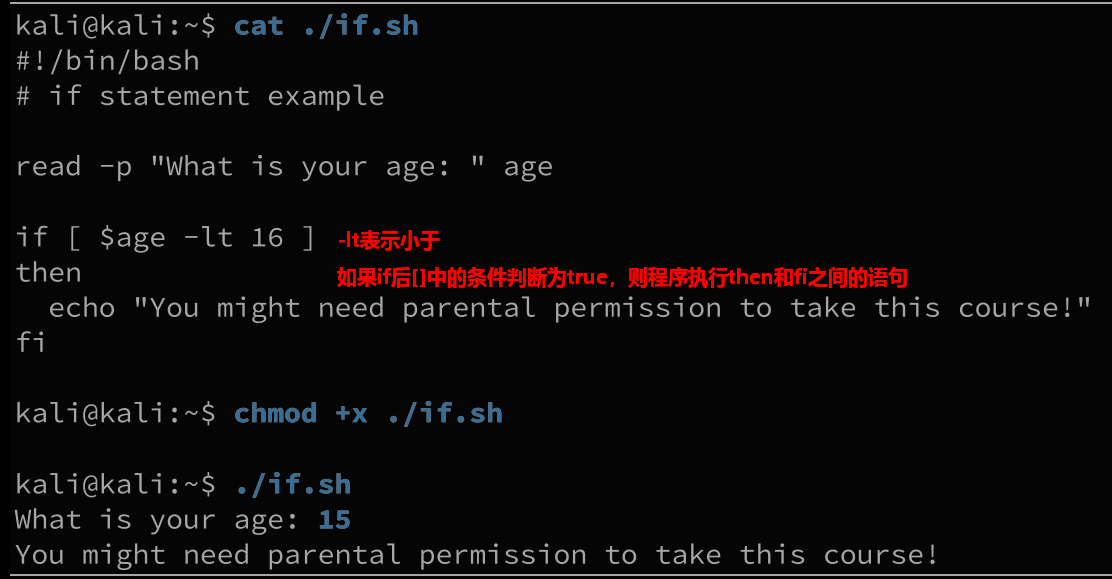 kali@kali:~$ cat ./if.sh
#!/bin/bash
# if statement example
read -p "What is your age: " age
if [ $age -lt 16 ] -lt表示小于
then 如果if后[]中的条件判断为true，则程序执行then和fi之间的语句
echo "You might need parental permission to take this course!"
fi
kali@kali:~$ chmod +x ./if.sh
kali@kali:~$ ./if.sh
What is your age: 15
You might need parental permission to take this course!